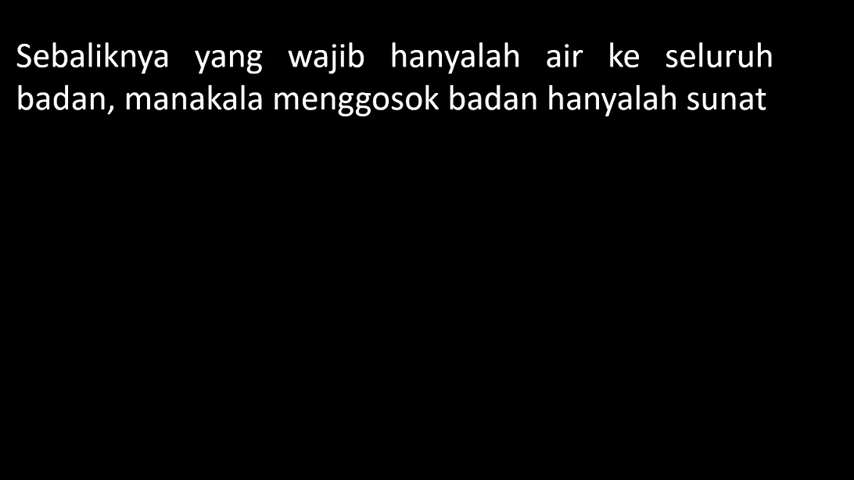 Sebaliknya yang wajib hanyalah air ke seluruh
badan, manakala menggosok badan hanyalah sunat